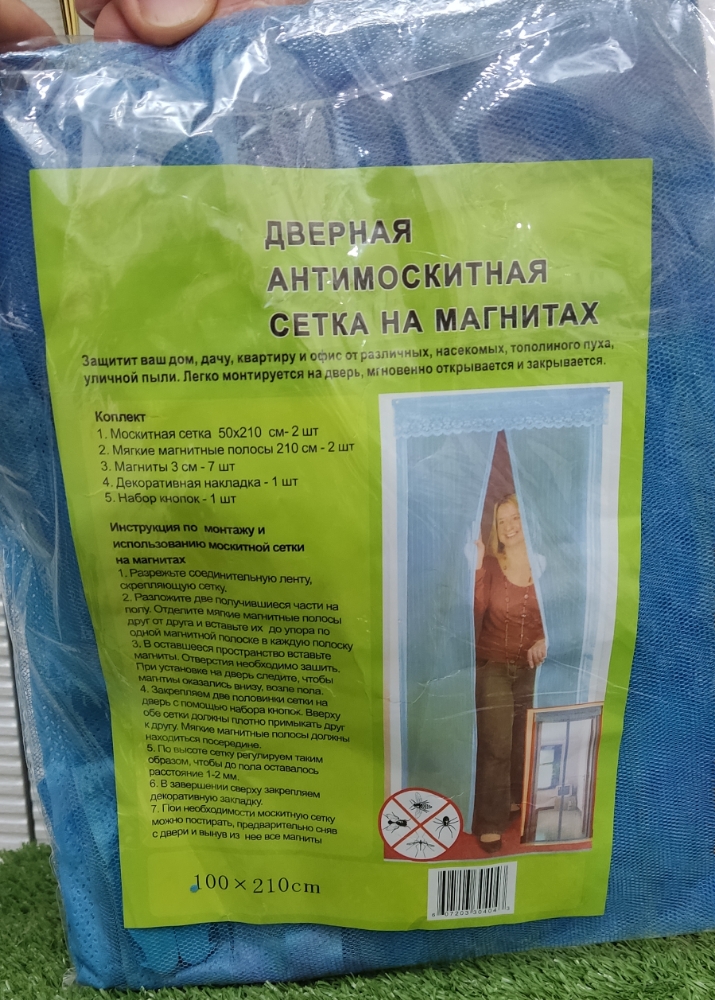 ДВЕРНАЯ
АНТИМОСКИТНАЯ
СЕТКА НА МАГНИТАХ
Защитит ваш дом, дачу, квартиру и офис от различных, насекомых, тополиного пуха,
уличной пыли. Легко монтируется на дверь, мгновенно открывается и закрывается.
Коплект
1. Москитная сетка 50х210 см- 2 шт
2. Мягкие магнитные полосы 210 см - 2 шт
3. Магниты 3 см - 7 шт
4. Декоративная накладка - 1 шт
5. Набор кнопок - 1 шт
Инструкция по монтажу и
использованию москитной сетки
на магнитах
1. Разрежьте соединительную ленту,
скрепляющую сетку.
2. Разложите две получившиеся части на
полу. Отделите мягкие магнитные полосы
друг от друга и вставьте их до упора по
одной магнитной полоске в каждую полоску
3. В оставшееся пространство вставьте
магниты. Отверстия необходимо зашить.
При установке на дверь следите, чтобы
магнтиы оказались внизу, возле пола.
4. Закрепляем две половинки сетки на
дверь с помощью набора кнопок. Вверху
обе сетки должны плотно примыкать друг
к другу. Мягкие магнитные полосы должны
находиться посередине.
5. По высоте сетку регулируем таким
образом, чтобы до пола оставалось
расстояние 1-2 мм.
6. В завершении сверху закрепляем
декоративную закладку.
7. При необходимости москитную сетку
можно постирать, предварительно сняв
с двери и вынув из нее все магниты
100×210cm